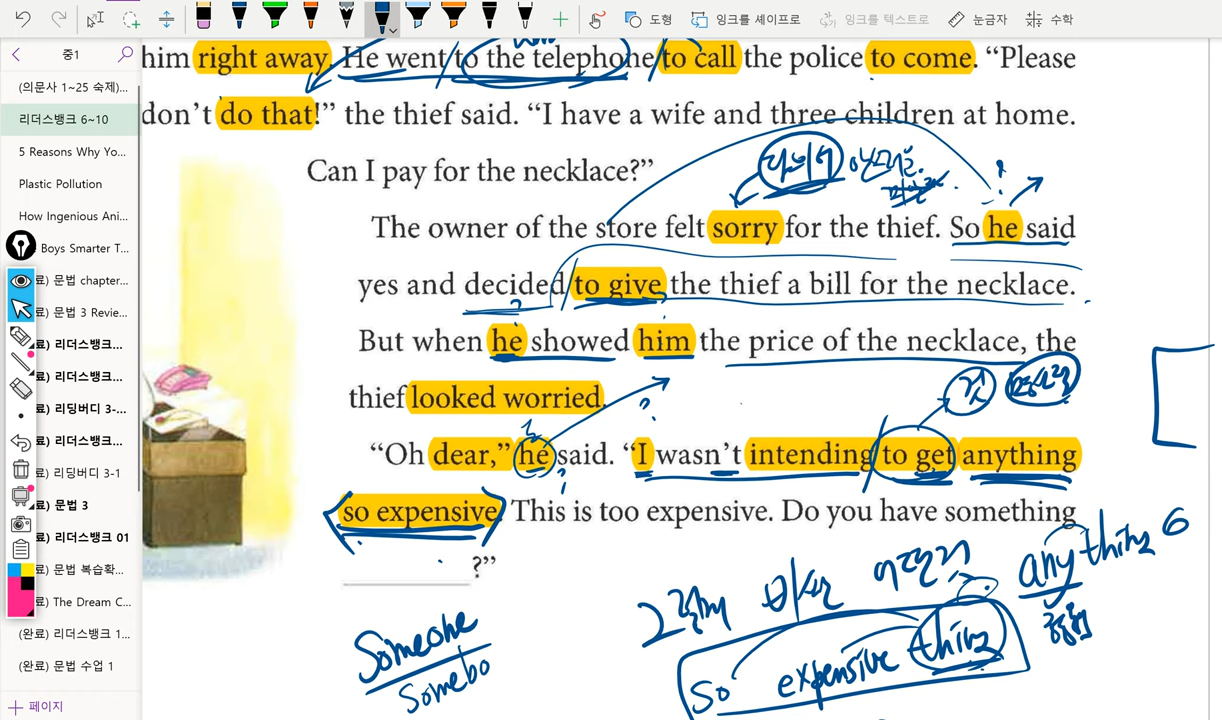 도형
잉크를 셰이프로
잉크를 텍스트로
눈금자
수학
중1
(의문사 1~25 숙제)...
리더스뱅크 6~10
5 Reasons Why Yo...
Plastic Pollution
How Ingenious Ani...
Boys Smarter T...
료) 문법 chapter...
료) 문법 3 Revie...
료) 리더스뱅크...
료) 리더스뱅크...
료) 리딩버디 3-...
료) 리더스뱅크...
료) 리딩버디 3-1
료) 문법 3
료) 리더스뱅크 01
료) 문법 복습확...
료) The Dream C...
(완료) 리더스뱅크 1...
(완료) 문법 수업 1
페이지
him right away. He went to the telephone to call the police to come. “Please
don’t do that!” the thief said. “I have a wife and three children at home.
Can I pay for the necklace?”
The owner of the store felt sorry for the thief. So he said
yes and decided to give the thief a bill for the necklace.
But when he showed him the price of the necklace, the
thief looked worried.
것
“Oh dear,” he said. “I wasn’t intending to get anything
so expensive. This is too expensive. Do you have something
?”
anything 6
그렇게 비싼
So expensive thing
Someone
Somebo